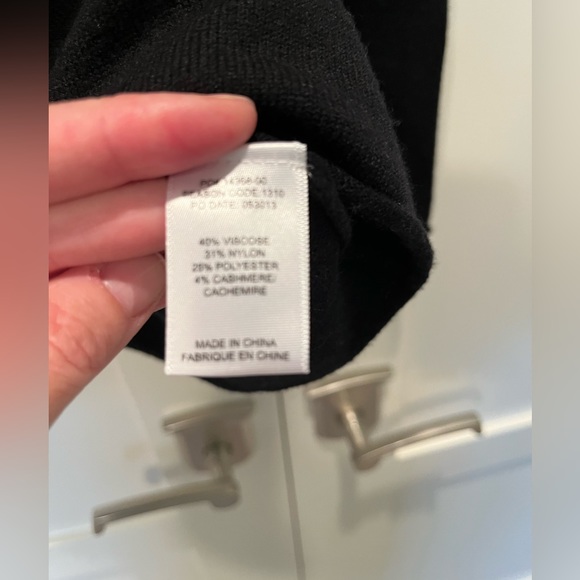 SEASON CODE:1310
PO DATE: 053013
40% VISCOSE
31% NYLON
25% POLYESTER
4% CASHMERE/
CACHEMIRE
MADE IN CHINA
FABRIQUE EN CHINE